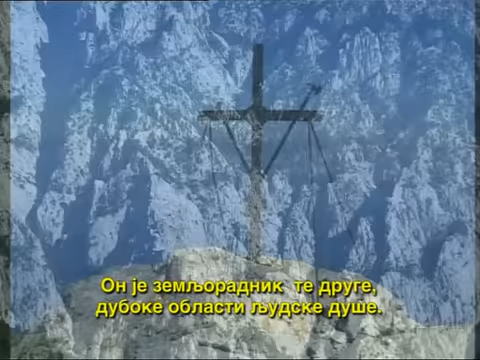 Он је земљорадник те друге,
дубоке области људске душе.